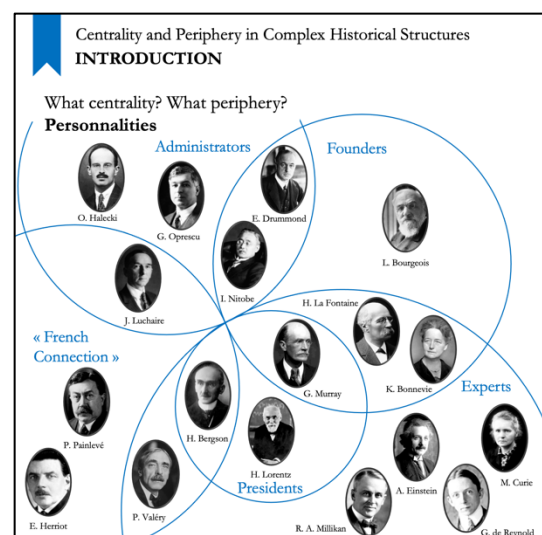 Centrality and Periphery in Complex Historical Structures
INTRODUCTION
What centrality? What periphery?
Personnalities
Administrators
Founders
O. Halecki
G. Oprescu
E. Drummond
L. Bourgeois
I. Nitobe
J. Luchaire
H. La Fontaine
« French
Connection »
G. Murray
K. Bonnevie
Experts
P. Painlevé
H. Bergson
H. Lorentz
M. Curie
A. Einstein
Presidents
E. Herriot
P. Valéry
R. A. Millikan
G. de Reynold